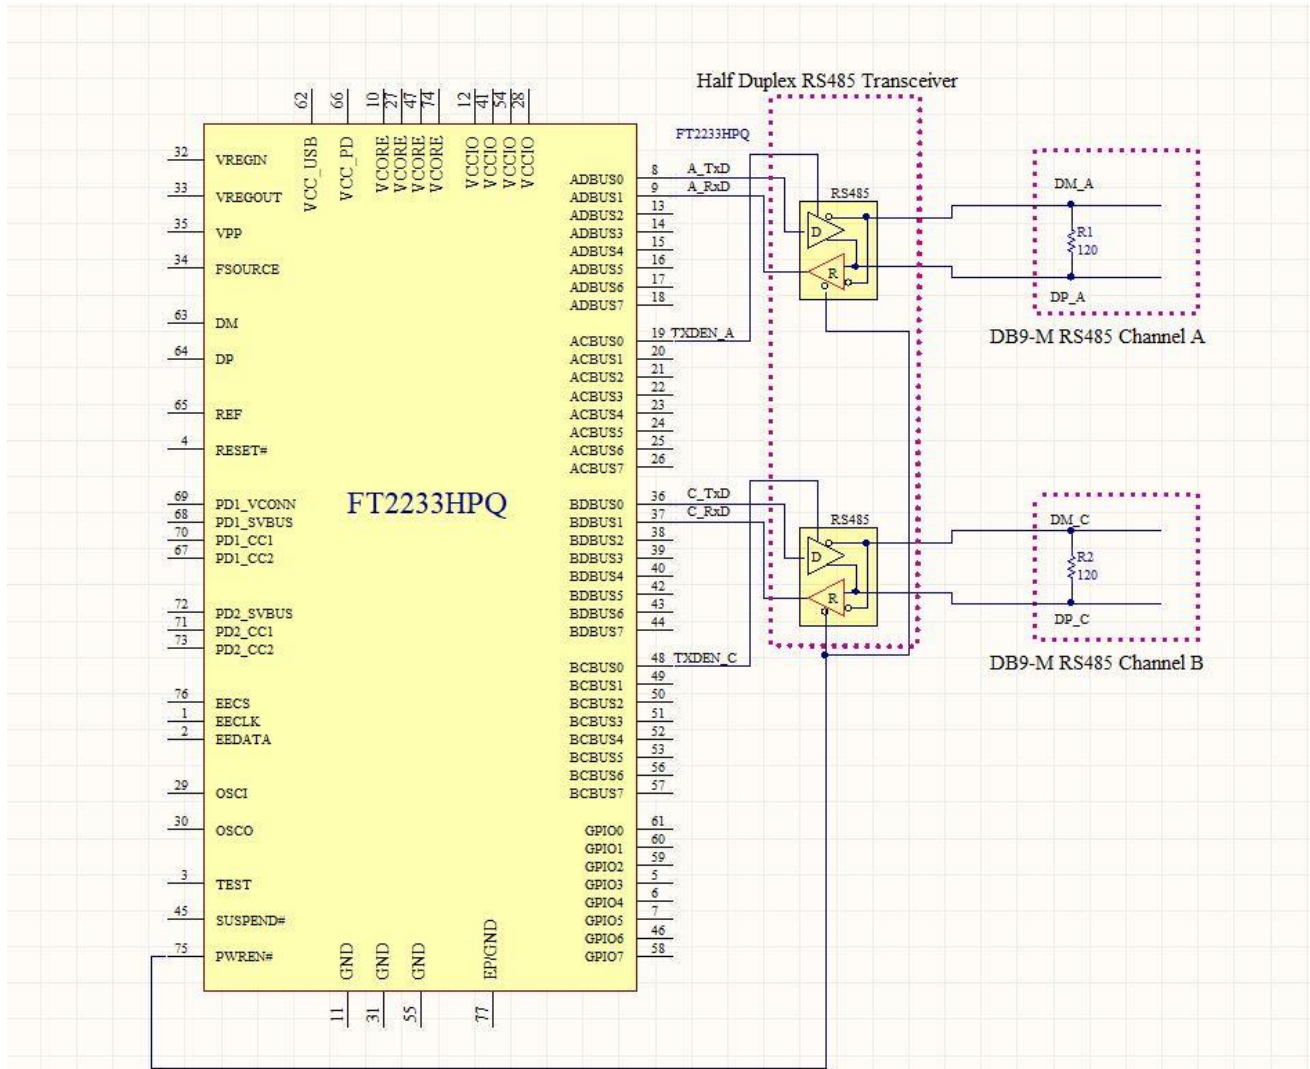 Half Duplex RS485 Transceiver
62
66
10
27
47
74
12
41
54
28
VCC_USB
VCC_PD
VCORE
VCORE
VCORE
VCORE
VCCIO
VCCIO
VCCIO
VCCIO
32 VREGIN
33 VREGOUT
35 VPP
34 FSOURCE
63 DM
64 DP
65 REF
4 RESET#
69 PD1_VCONN
68 PD1_SVBUS
70 PD1_CC1
67 PD1_CC2
72 PD2_SVBUS
71 PD2_CC1
73 PD2_CC2
76 EECS
1 EECLK
2 EEDATA
29 OSCI
30 OSCO
3 TEST
45 SUSPEND#
75 PWREN#
FT2233HPQ
GND
GND
GND
EP/GND
11
31
55
77
FT2233HPQ
ADBUS0 8 A_TxD
ADBUS1 9 A_RxD
ADBUS2 13
ADBUS3 14
ADBUS4 15
ADBUS5 16
ADBUS6 17
ADBUS7 18
ACBUS0 19 TXDEN_A
ACBUS1 20
ACBUS2 21
ACBUS3 22
ACBUS4 23
ACBUS5 24
ACBUS6 25
ACBUS7 26
BDBUS0 36 C_TxD
BDBUS1 37 C_RxD
BDBUS2 38
BDBUS3 39
BDBUS4 40
BDBUS5 42
BDBUS6 43
BDBUS7 44
BCBUS0 48 TXDEN_C
BCBUS1 49
BCBUS2 50
BCBUS3 51
BCBUS4 52
BCBUS5 53
BCBUS6 56
BCBUS7 57
GPIO0 61
GPIO1 60
GPIO2 59
GPIO3 5
GPIO4 6
GPIO5 7
GPIO6 46
GPIO7 58
RS485
D
R
DM_A
R1
120
DP_A
DB9-M RS485 Channel A
RS485
D
R
DM_C
R2
120
DP_C
DB9-M RS485 Channel B